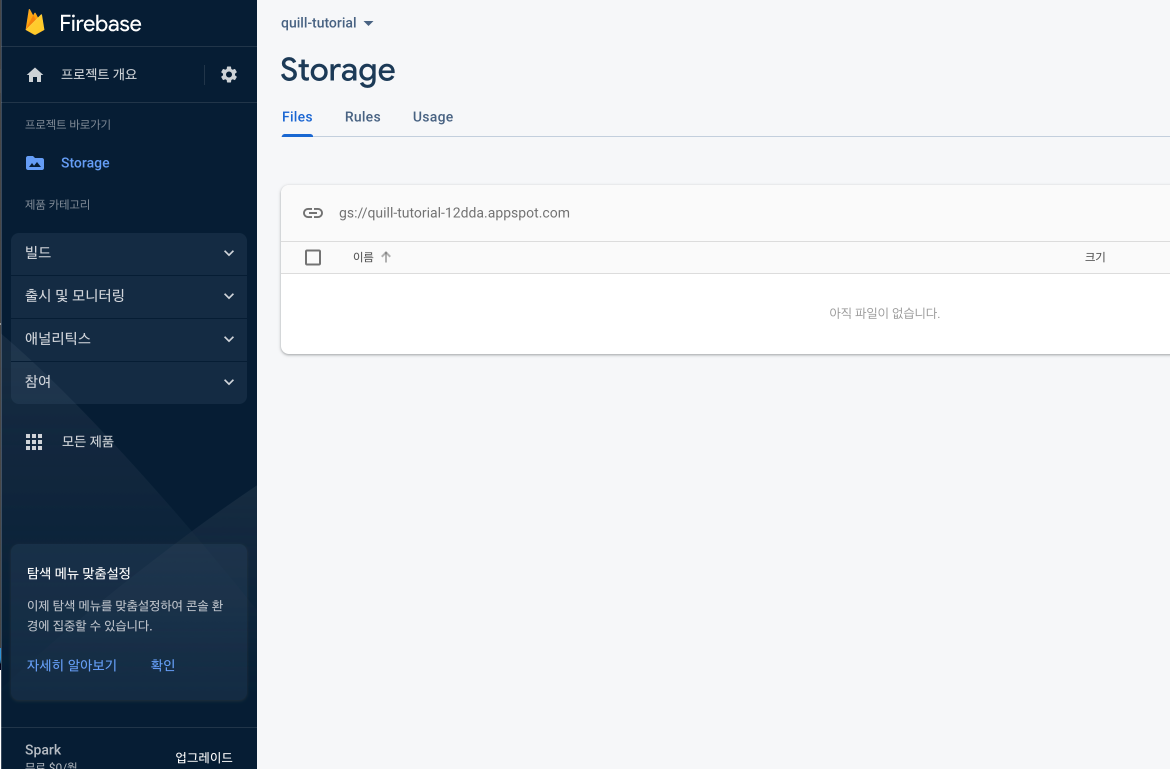 Firebase
프로젝트 개요
프로젝트 바로가기
Storage
제품 카테고리
빌드
출시 및 모니터링
애널리틱스
참여
모든 제품
탐색 메뉴 맞춤설정
이제 탐색 메뉴를 맞춤설정하여 콘솔 환
경에 집중할 수 있습니다.
자세히 알아보기 확인
Spark
무료 $0/월
업그레이드
quill-tutorial
Storage
Files Rules Usage
gs://quill-tutorial-12dda.appspot.com
이름 크기
아직 파일이 없습니다.